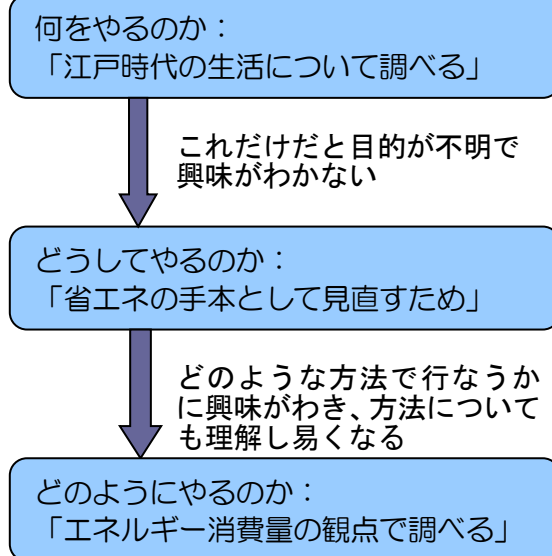 何をやるのか：
「江戸時代の生活について調べる」
これだけだと目的が不明で
興味がわかない
どうしてやるのか：
「省エネの手本として見直すため」
どのような方法で行なうか
に興味がわき、方法について
も理解し易くなる
どのようにやるのか：
「エネルギー消費量の観点で調べる」